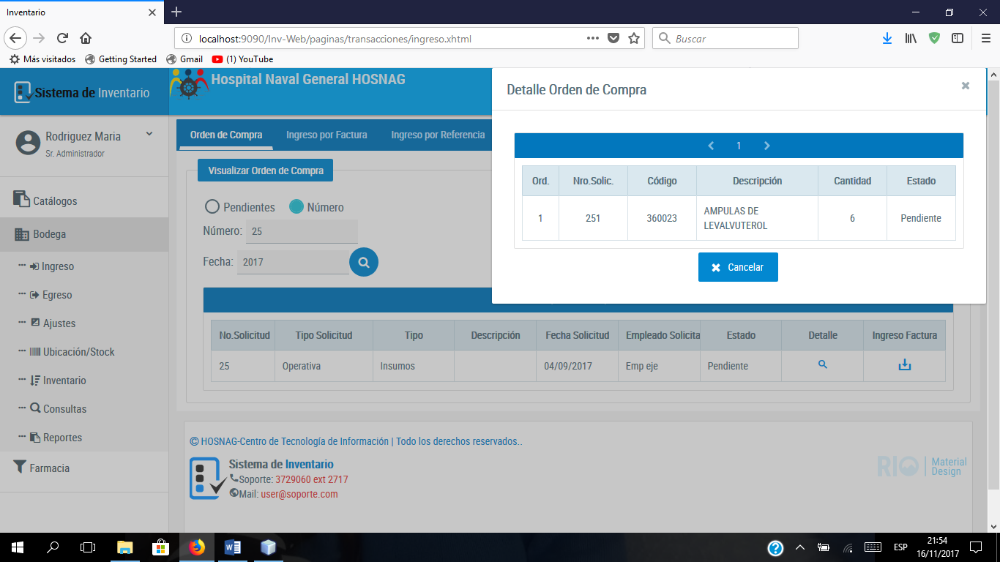 Inventario
localhost:9090/Inv-Web/paginas/transacciones/ingreso.xhtml
Buscar
Más visitados
Getting Started
Gmail
(1) YouTube
Sistema de Inventario
Hospital Naval General HOSNAG
Rodriguez Maria
Sr. Administrador
Catálogos
Bodega
Ingreso
Egreso
Ajustes
Ubicación/Stock
Inventario
Consultas
Reportes
Farmacia
Orden de Compra
Ingreso por Factura
Ingreso por Referencia
Visualizar Orden de Compra
Pendientes
Número
Número: 25
Fecha: 2017
No.Solicitud Tipo Solicitud Tipo Descripción Fecha Solicitud Empleado Solicita Estado Detalle Ingreso Factura
25 Operativa Insumos 04/09/2017 Emp eje Pendiente
Detalle Orden de Compra
1
Ord. Nro.Solic. Código Descripción Cantidad Estado
1 251 360023 AMPULAS DE LEVALVUTEROL 6 Pendiente
Cancelar
© HOSNAG-Centro de Tecnología de Información | Todo los derechos reservados..
Sistema de Inventario
Soporte: 3729060 ext 2717
Mail: user@soporte.com
RIO
Material
Design
ESP
21:54
16/11/2017